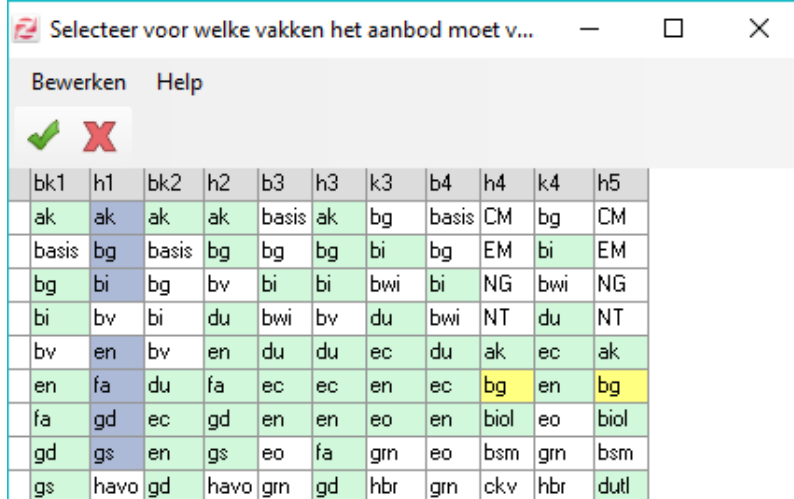 Selecteer voor welke vakken het aanbod moet v...
Bewerken Help
bk1 h1 bk2 h2 b3 h3 k3 b4 h4 k4 h5
ak ak ak ak basis ak bg basis CM bg CM
basis bg basis bg bg bg bi bg EM bi EM
bg bi bg bv bi bi bwi bi NG bwi NG
bi bv bi du bwi bv du bwi NT du NT
bv en bv en du du ec du ak ec ak
en fa du fa ec ec en ec bg en bg
fa gd ec gd en en eo en biol eo biol
gd gs en gs eo fa grn eo bsm grn bsm
gs havo gd havo grn gd hbr grn ckv hbr dutl